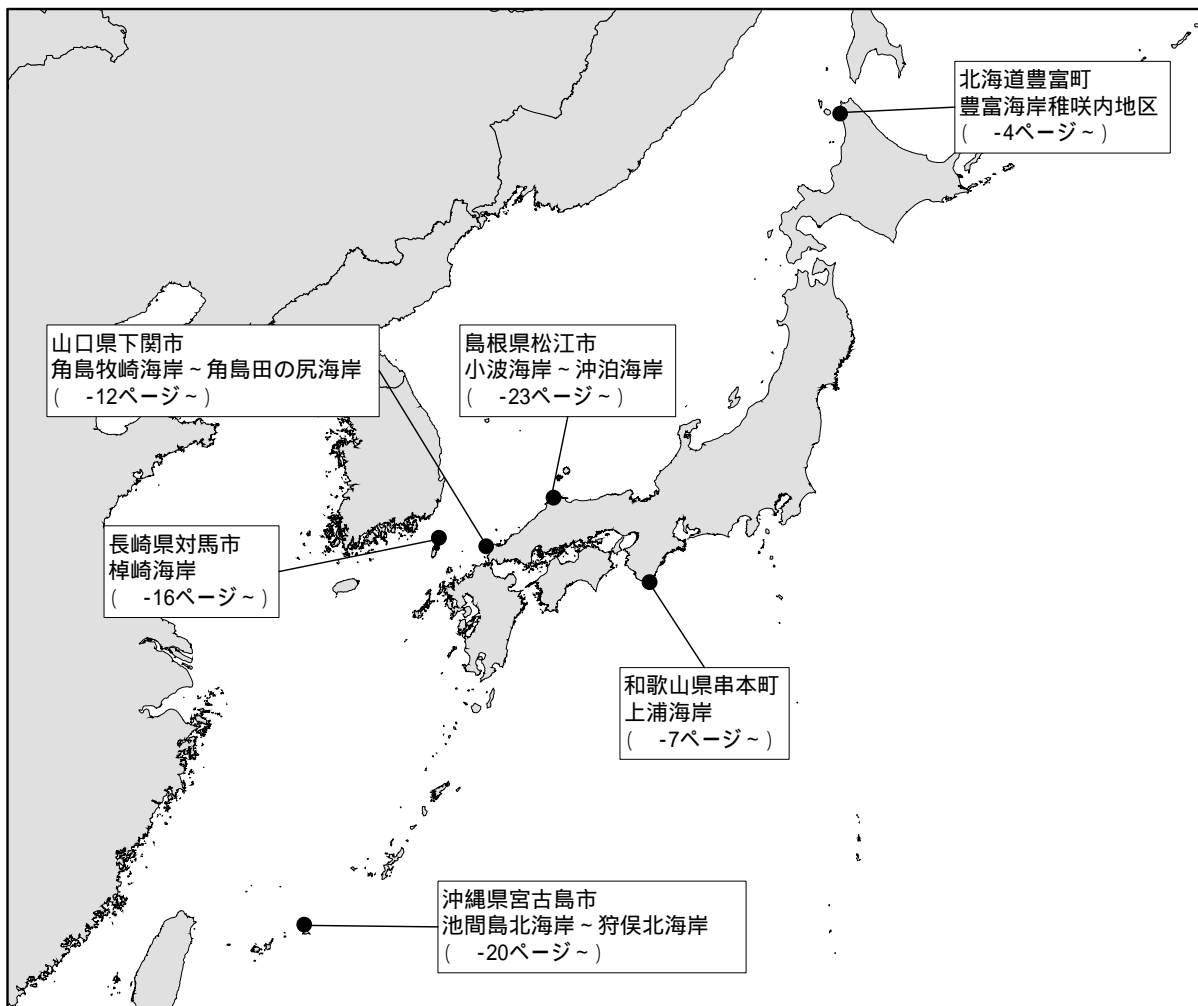 北海道豊富町
豊富海岸稚咲内地区
(　-4ページ~)
山口県下関市
角島牧崎海岸~角島田の尻海岸
(　-12ページ~)
島根県松江市
小波海岸~沖泊海岸
(　-23ページ~)
長崎県対馬市
棹崎海岸
(　-16ページ~)
和歌山県串本町
上浦海岸
(　-7ページ~)
沖縄県宮古島市
池間島北海岸~狩俣北海岸
(　-20ページ~)